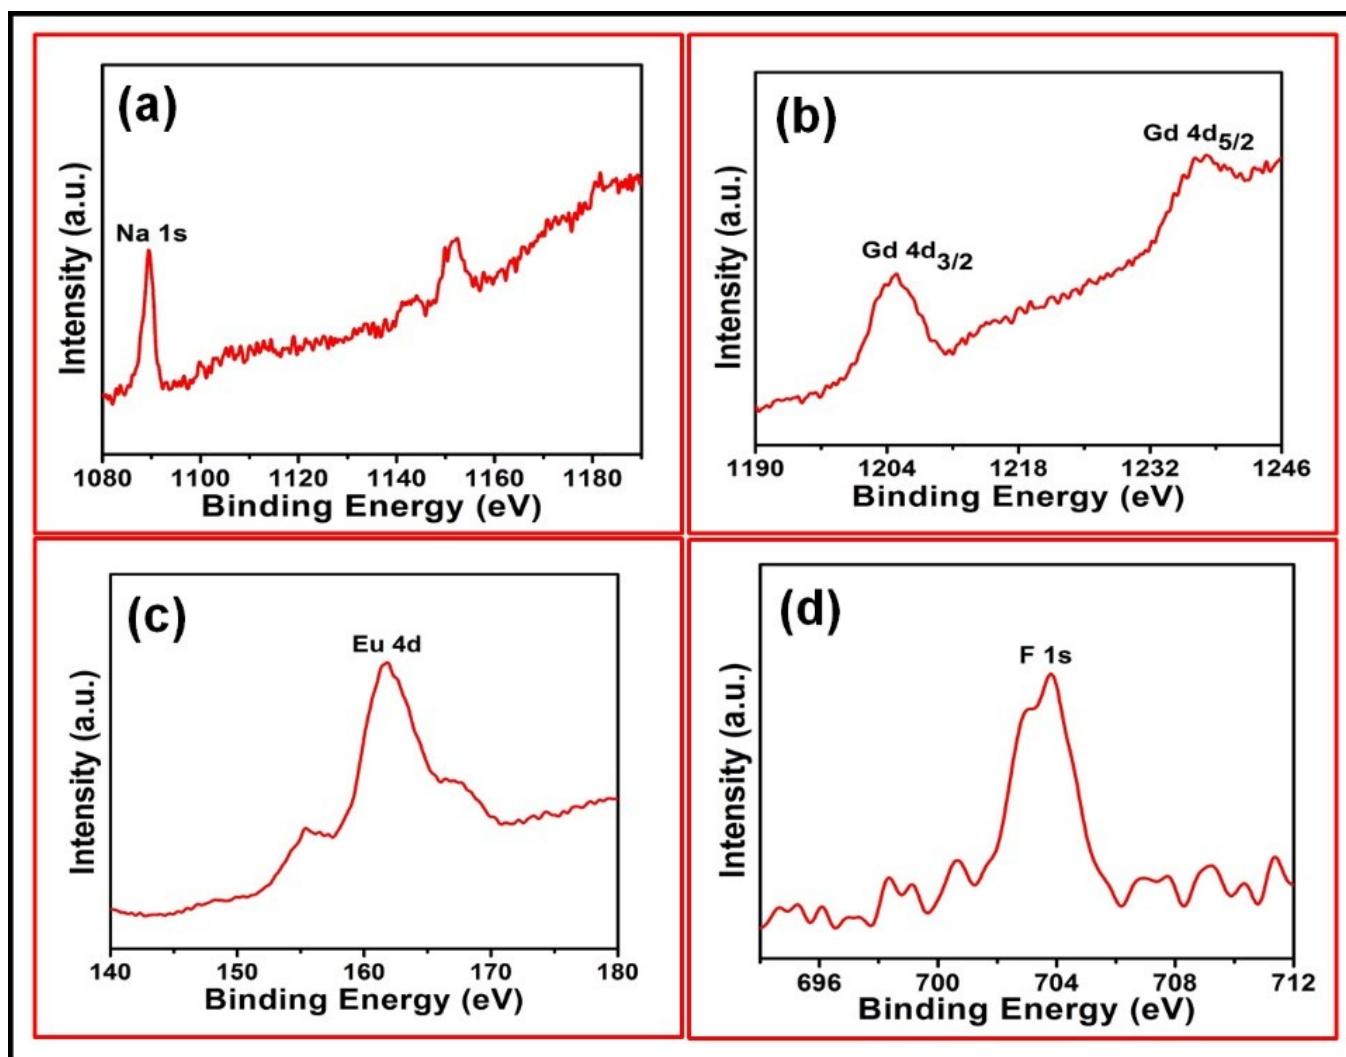 (a)
Na 1s
Intensity (a.u.)
1080 1100 1120 1140 1160 1180
Binding Energy (eV)
(b)
Gd 4d5/2
Gd 4d3/2
Intensity (a.u.)
1190 1204 1218 1232 1246
Binding Energy (eV)
(c)
Eu 4d
Intensity (a.u.)
140 150 160 170 180
Binding Energy (eV)
(d)
F 1s
Intensity (a.u.)
696 700 704 708 712
Binding Energy (eV)